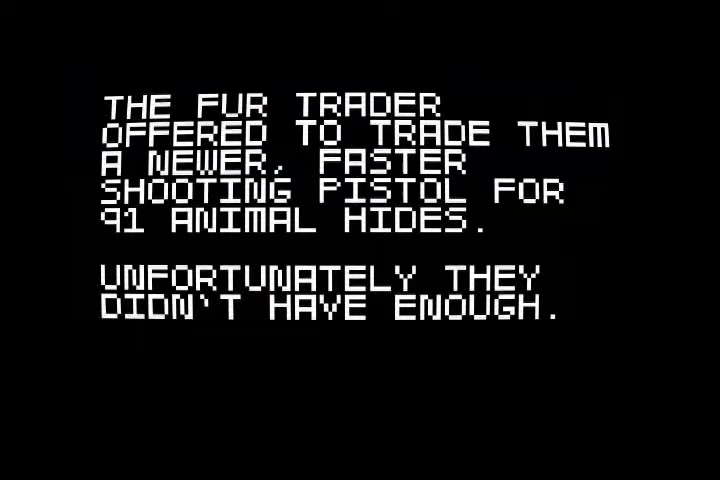 THE FUR TRADER
OFFERED TO TRADE THEM
A NEWER, FASTER
SHOOTING PISTOL FOR
91 ANIMAL HIDES.
UNFORTUNATELY THEY
DIDN'T HAVE ENOUGH.